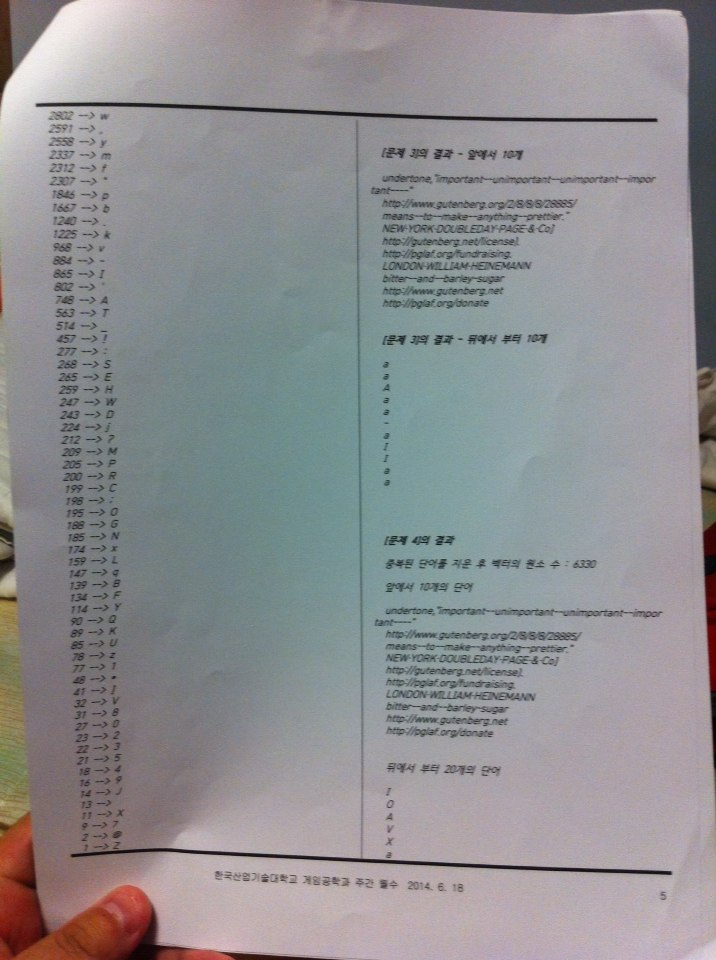 2802 --> w
2591 --> ,
2558 --> y
2337 --> m
2312 --> f
2307 --> "
1846 --> p
1667 --> b
1240 --> .
1225 --> k
968 --> v
884 --> -
865 --> I
802 --> '
748 --> A
563 --> T
514 --> _
457 --> !
277 --> :
268 --> S
265 --> E
259 --> H
247 --> W
243 --> D
224 --> j
212 --> ?
209 --> M
205 --> P
200 --> R
199 --> C
198 --> ;
195 --> O
188 --> G
185 --> N
174 --> x
159 --> L
147 --> q
139 --> B
134 --> F
114 --> Y
90 --> Q
89 --> K
85 --> U
78 --> z
77 --> 1
48 --> *
41 --> ]
32 --> V
31 --> 8
27 --> 0
23 --> 2
22 --> 3
21 --> 5
18 --> 4
16 --> 9
14 --> J
13 -->
11 --> X
9 --> 7
2 --> @
1 --> Z
[문제 3]의 결과 - 앞에서 10개
undertone,"important--unimportant--unimportant--impor
tant----"
http://www.gutenberg.org/2/8/8/8/28885/
means--to--make--anything--prettier."
NEW-YORK-DOUBLEDAY-PAGE-&-Co]
http://gutenberg.net/license).
http://pglaf.org/fundraising.
LONDON-WILLIAM-HEINEMANN
bitter--and--barley-sugar
http://www.gutenberg.net
http://pglaf.org/donate
[문제 3]의 결과 - 뒤에서 부터 10개
a
a
A
a
a
-
a
I
I
a
a
[문제 4]의 결과
중복된 단어를 지운 후 벡터의 원소 수 : 6330
앞에서 10개의 단어
undertone,"important--unimportant--unimportant--impor
tant----"
http://www.gutenberg.org/2/8/8/8/28885/
means--to--make--anything--prettier."
NEW-YORK-DOUBLEDAY-PAGE-&-Co]
http://gutenberg.net/license).
http://pglaf.org/fundraising.
LONDON-WILLIAM-HEINEMANN
bitter--and--barley-sugar
http://www.gutenberg.net
http://pglaf.org/donate
뒤에서 부터 20개의 단어
I
O
A
V
X
a
한국산업기술대학교 게임공학과 주간 월수 2014. 6. 18
5